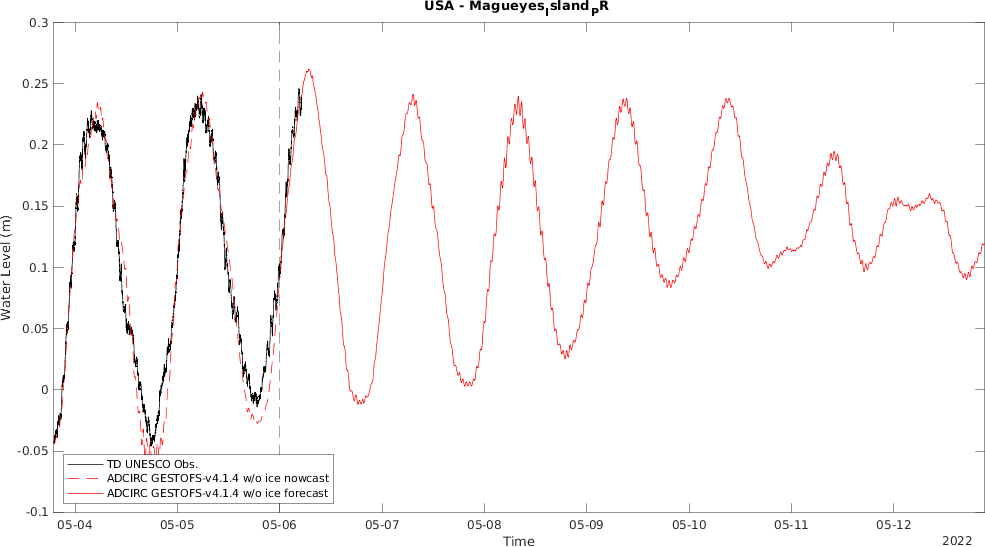 USA - Magueyes_Island_PR
0.3
0.25
0.2
0.15
0.1
0.05
0
-0.05
-0.1
Water Level (m)
TD UNESCO Obs.
ADCIRC GESTOFS-v4.1.4 w/o ice nowcast
ADCIRC GESTOFS-v4.1.4 w/o ice forecast
05-04 05-05 05-06 05-07 05-08 05-09 05-10 05-11 05-12
Time
2022